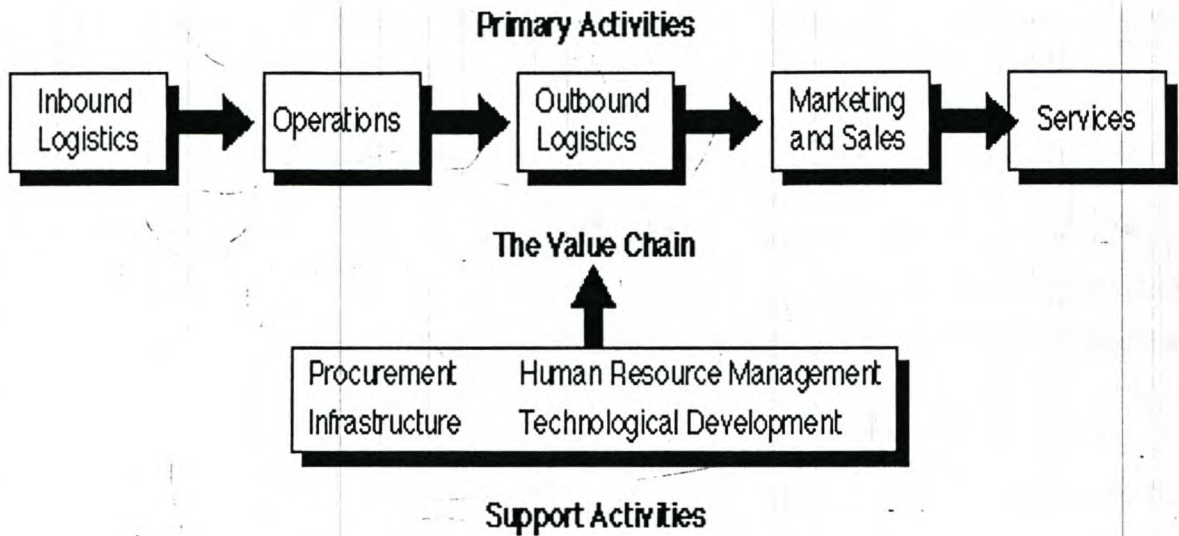 Primary Activities
Inbound
Logistics
Operations
Outbound
Logistics
Marketing
and Sales
Services
The Value Chain
Procurement Human Resource Management
Infrastructure Technological Development
Support Activities